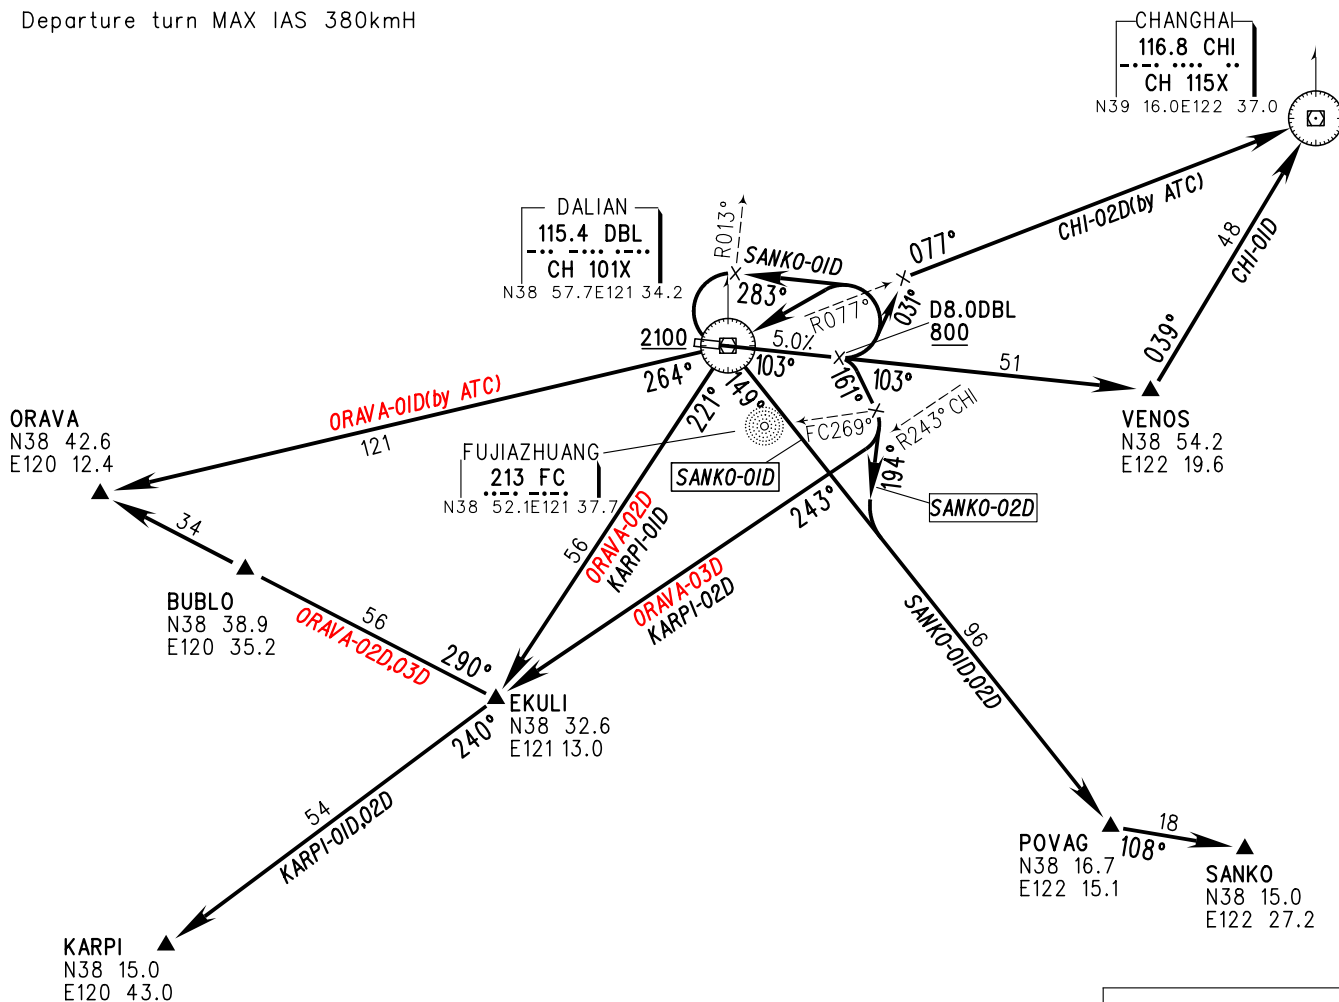 Departure turn MAX IAS 380kmH
CHANGHAI
116.8 CHI
CH 115X
N39 16.0E122 37.0
DALIAN
115.4 DBL
CH 101X
N38 57.7E121 34.2
R013°
SANKO-01D
283°
077°
CHI-02D(by ATC)
48
CHI-01D
039°
R077°
031°
D8.0DBL
800
2100
5.0%
103°
103°
51
161°
264°
221°
149°
VENOS
N38 54.2
E122 19.6
ORAVA
N38 42.6
E120 12.4
ORAVA-01D(by ATC)
121
FUJIAZHUANG
213 FC
N38 52.1E121 37.7
FC269°
R243° CHI
SANKO-01D
194°
SANKO-02D
243°
34
56
ORAVA-02D
KARPI-01D
BUBLO
N38 38.9
E120 35.2
56
ORAVA-02D,03D
290°
ORAVA-03D
KARPI-02D
96
SANKO-01D,02D
EKULI
N38 32.6
E121 13.0
240°
54
KARPI-01D,02D
POVAG
N38 16.7
E122 15.1
18
108°
SANKO
N38 15.0
E122 27.2
KARPI
N38 15.0
E120 43.0